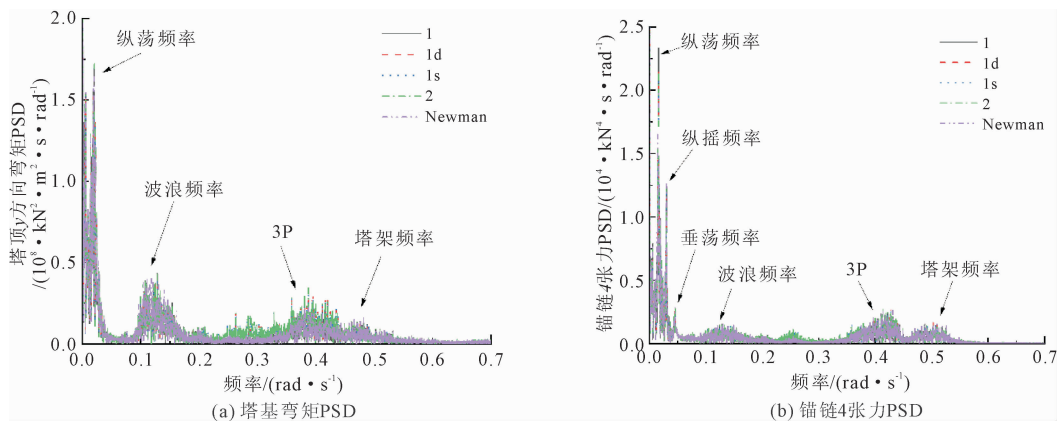 2.0
1.5
1.0
0.5
0.0
塔顶y方向弯矩PSD
/(10⁸·kN²·m²·s·rad⁻¹)
纵荡频率
波浪频率
3P
塔架频率
1
1d
1s
2
Newman
0.0 0.1 0.2 0.3 0.4 0.5 0.6 0.7
频率/(rad·s⁻¹)
(a) 塔基弯矩PSD
2.5
2.0
1.5
1.0
0.5
0.0
锚链4张力PSD/(10⁴·kN⁴·s·rad⁻¹)
纵荡频率
纵摇频率
垂荡频率
波浪频率
3P
塔架频率
1
1d
1s
2
Newman
0.0 0.1 0.2 0.3 0.4 0.5 0.6 0.7
频率/(rad·s⁻¹)
(b) 锚链4张力PSD